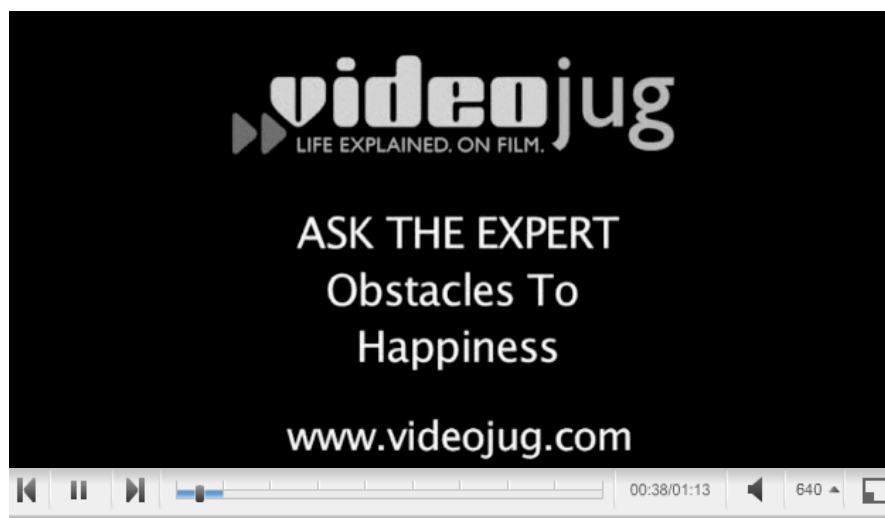 videojug
LIFE EXPLAINED. ON FILM.
ASK THE EXPERT
Obstacles To
Happiness
www.videojug.com
00:38/01:13 640